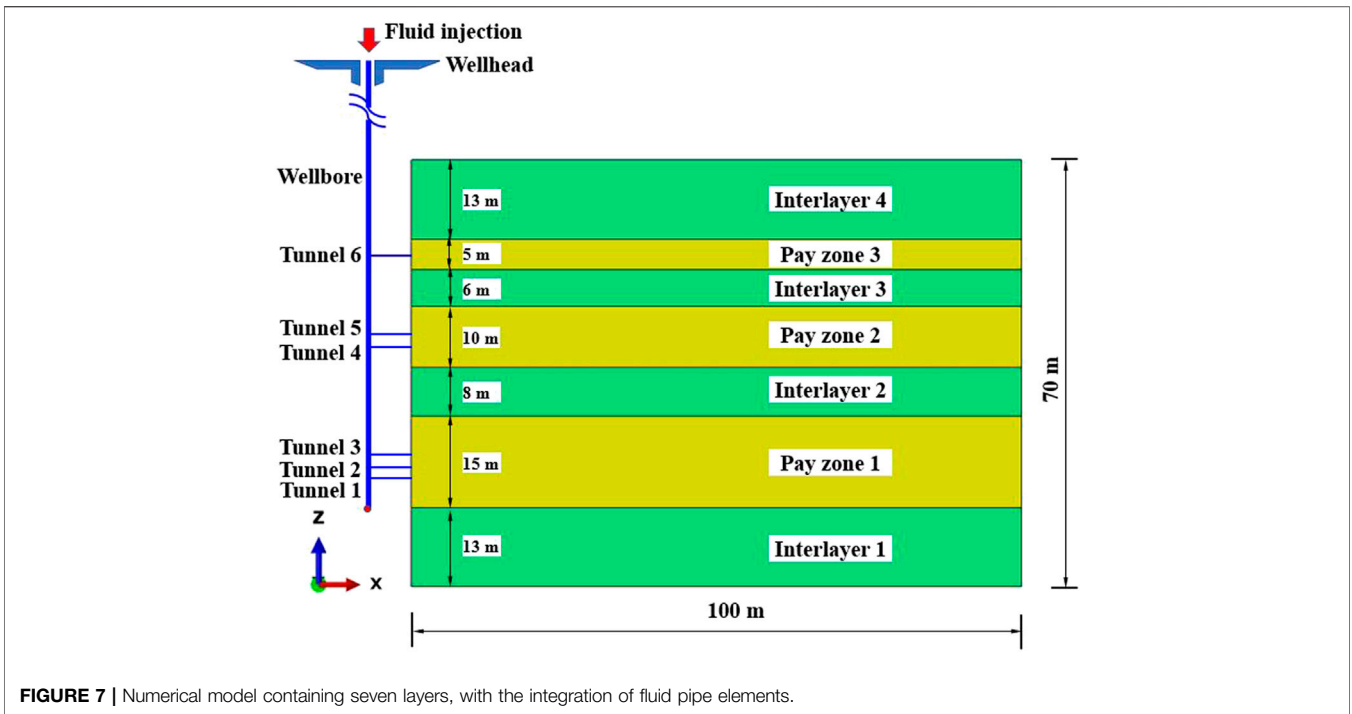 Fluid injection
Wellhead
Wellbore
13 m
Interlayer 4
Tunnel 6
5 m
Pay zone 3
6 m
Interlayer 3
Tunnel 5
Tunnel 4
10 m
Pay zone 2
8 m
Interlayer 2
70 m
Tunnel 3
Tunnel 2
Tunnel 1
15 m
Pay zone 1
13 m
Interlayer 1
Z
X
100 m
FIGURE 7 | Numerical model containing seven layers, with the integration of fluid pipe elements.